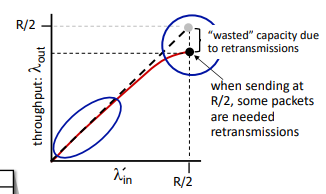 R/2
"wasted" capacity due
to retransmissions
throughput: λout
when sending at
R/2, some packets
are needed
retransmissions
λ'in
R/2